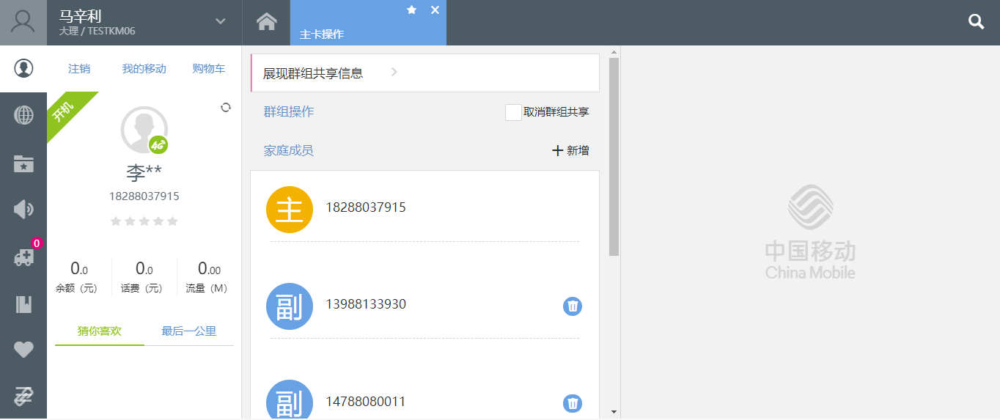 马辛利
大理 / TESTKM06
主卡操作
注销 我的移动 购物车
开机
4G
李**
18288037915
0
0.0 0.0 0.00
余额（元） 话费（元） 流量（M）
猜你喜欢 最后一公里
展现群组共享信息
群组操作 取消群组共享
家庭成员 新增
主 18288037915
副 13988133930
副 14788080011
中国移动
China Mobile